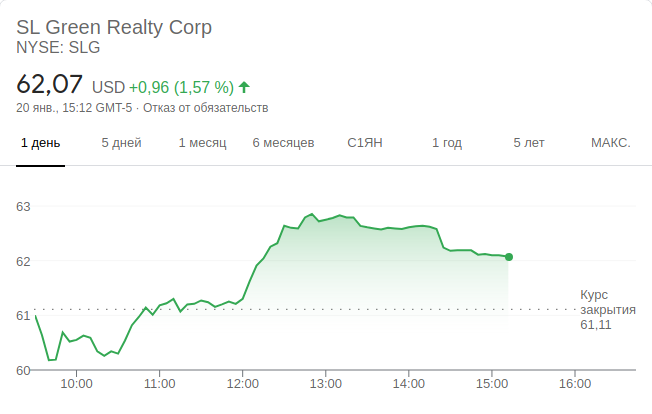 SL Green Realty Corp
NYSE: SLG
62,07 USD +0,96 (1,57 %)
20 янв., 15:12 GMT-5 · Отказ от обязательств
1 день 5 дней 1 месяц 6 месяцев С1ЯН 1 год 5 лет МАКС.
63
62
61
60
Курс
закрытия
61,11
10:00 11:00 12:00 13:00 14:00 15:00 16:00